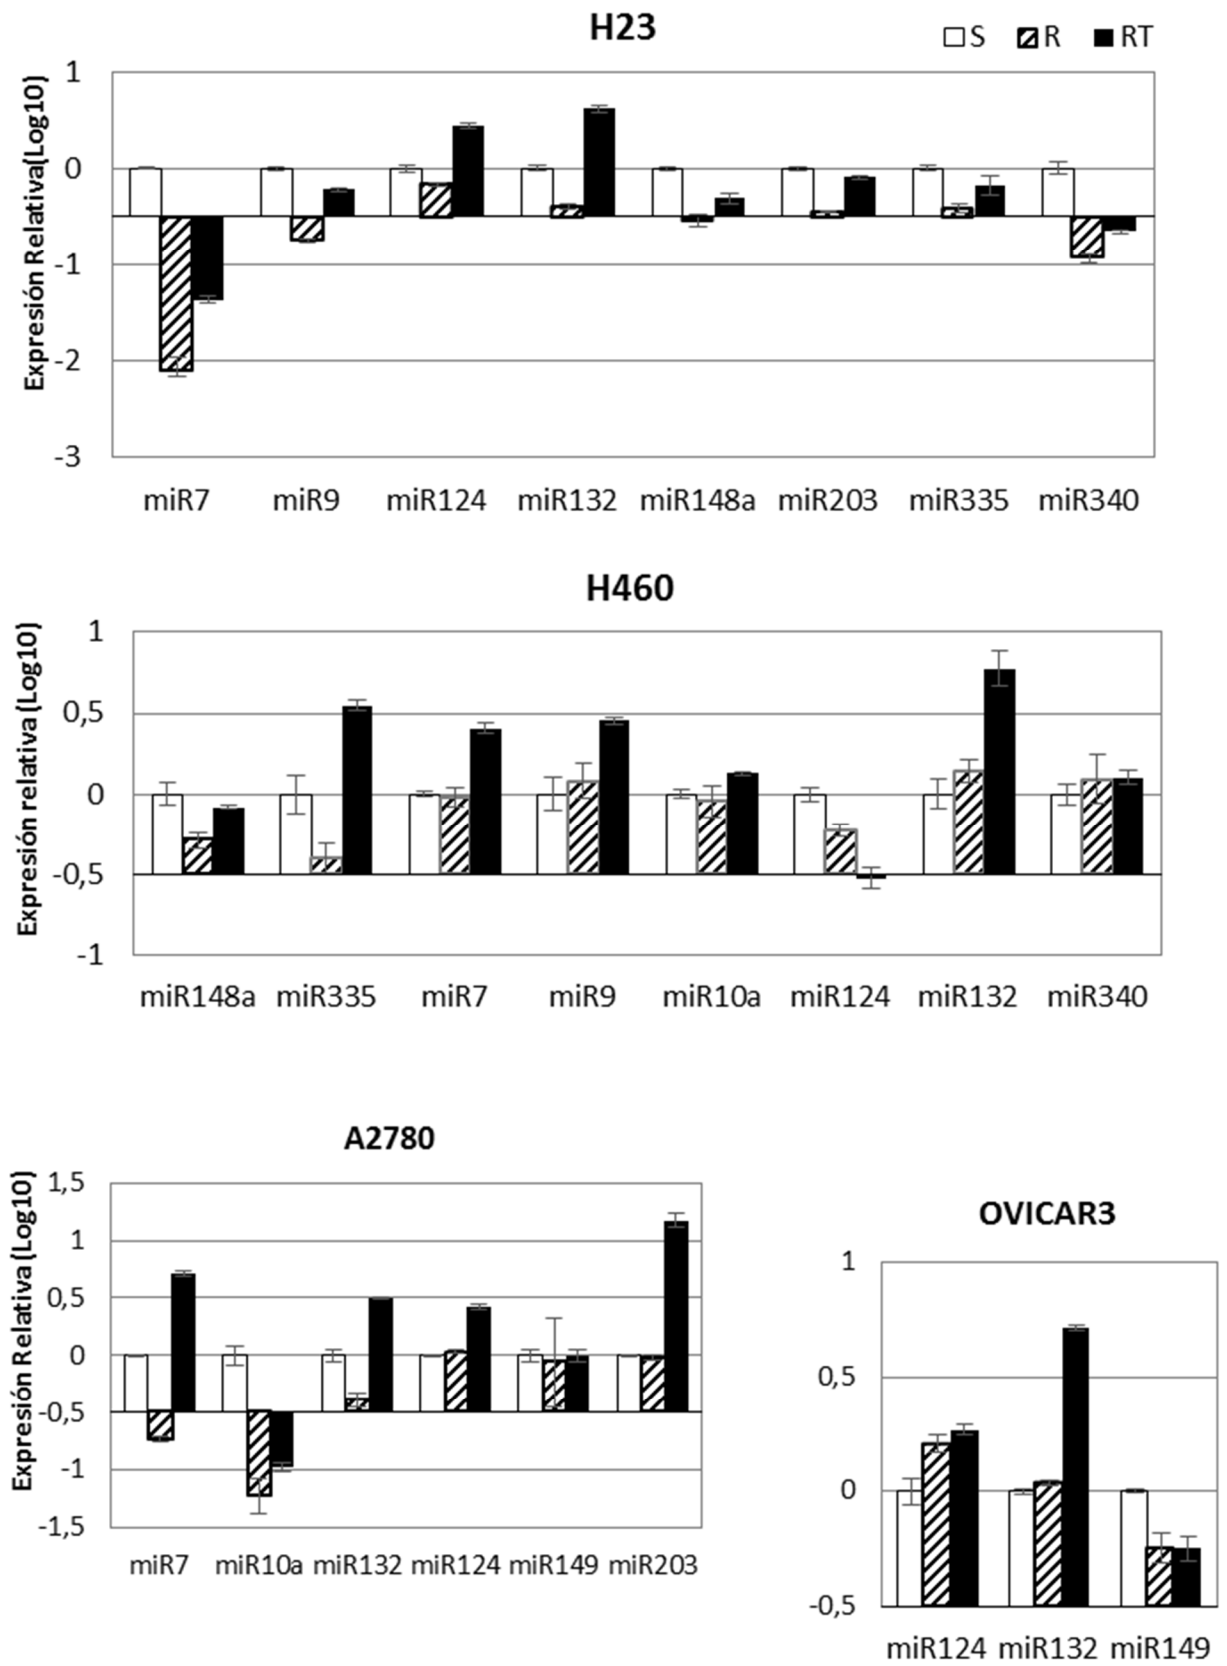 H23
S R RT
Expresión Relativa(Log10)
1
0
-1
-2
-3
miR7 miR9 miR124 miR132 miR148a miR203 miR335 miR340
H460
Expresión relativa (Log10)
1
0,5
0
-0,5
-1
miR148a miR335 miR7 miR9 miR10a miR124 miR132 miR340
A2780
Expresión Relativa (Log10)
1,5
1
0,5
0
-0,5
-1
-1,5
miR7 miR10a miR132 miR124 miR149 miR203
OVICAR3
1
0,5
0
-0,5
miR124 miR132 miR149